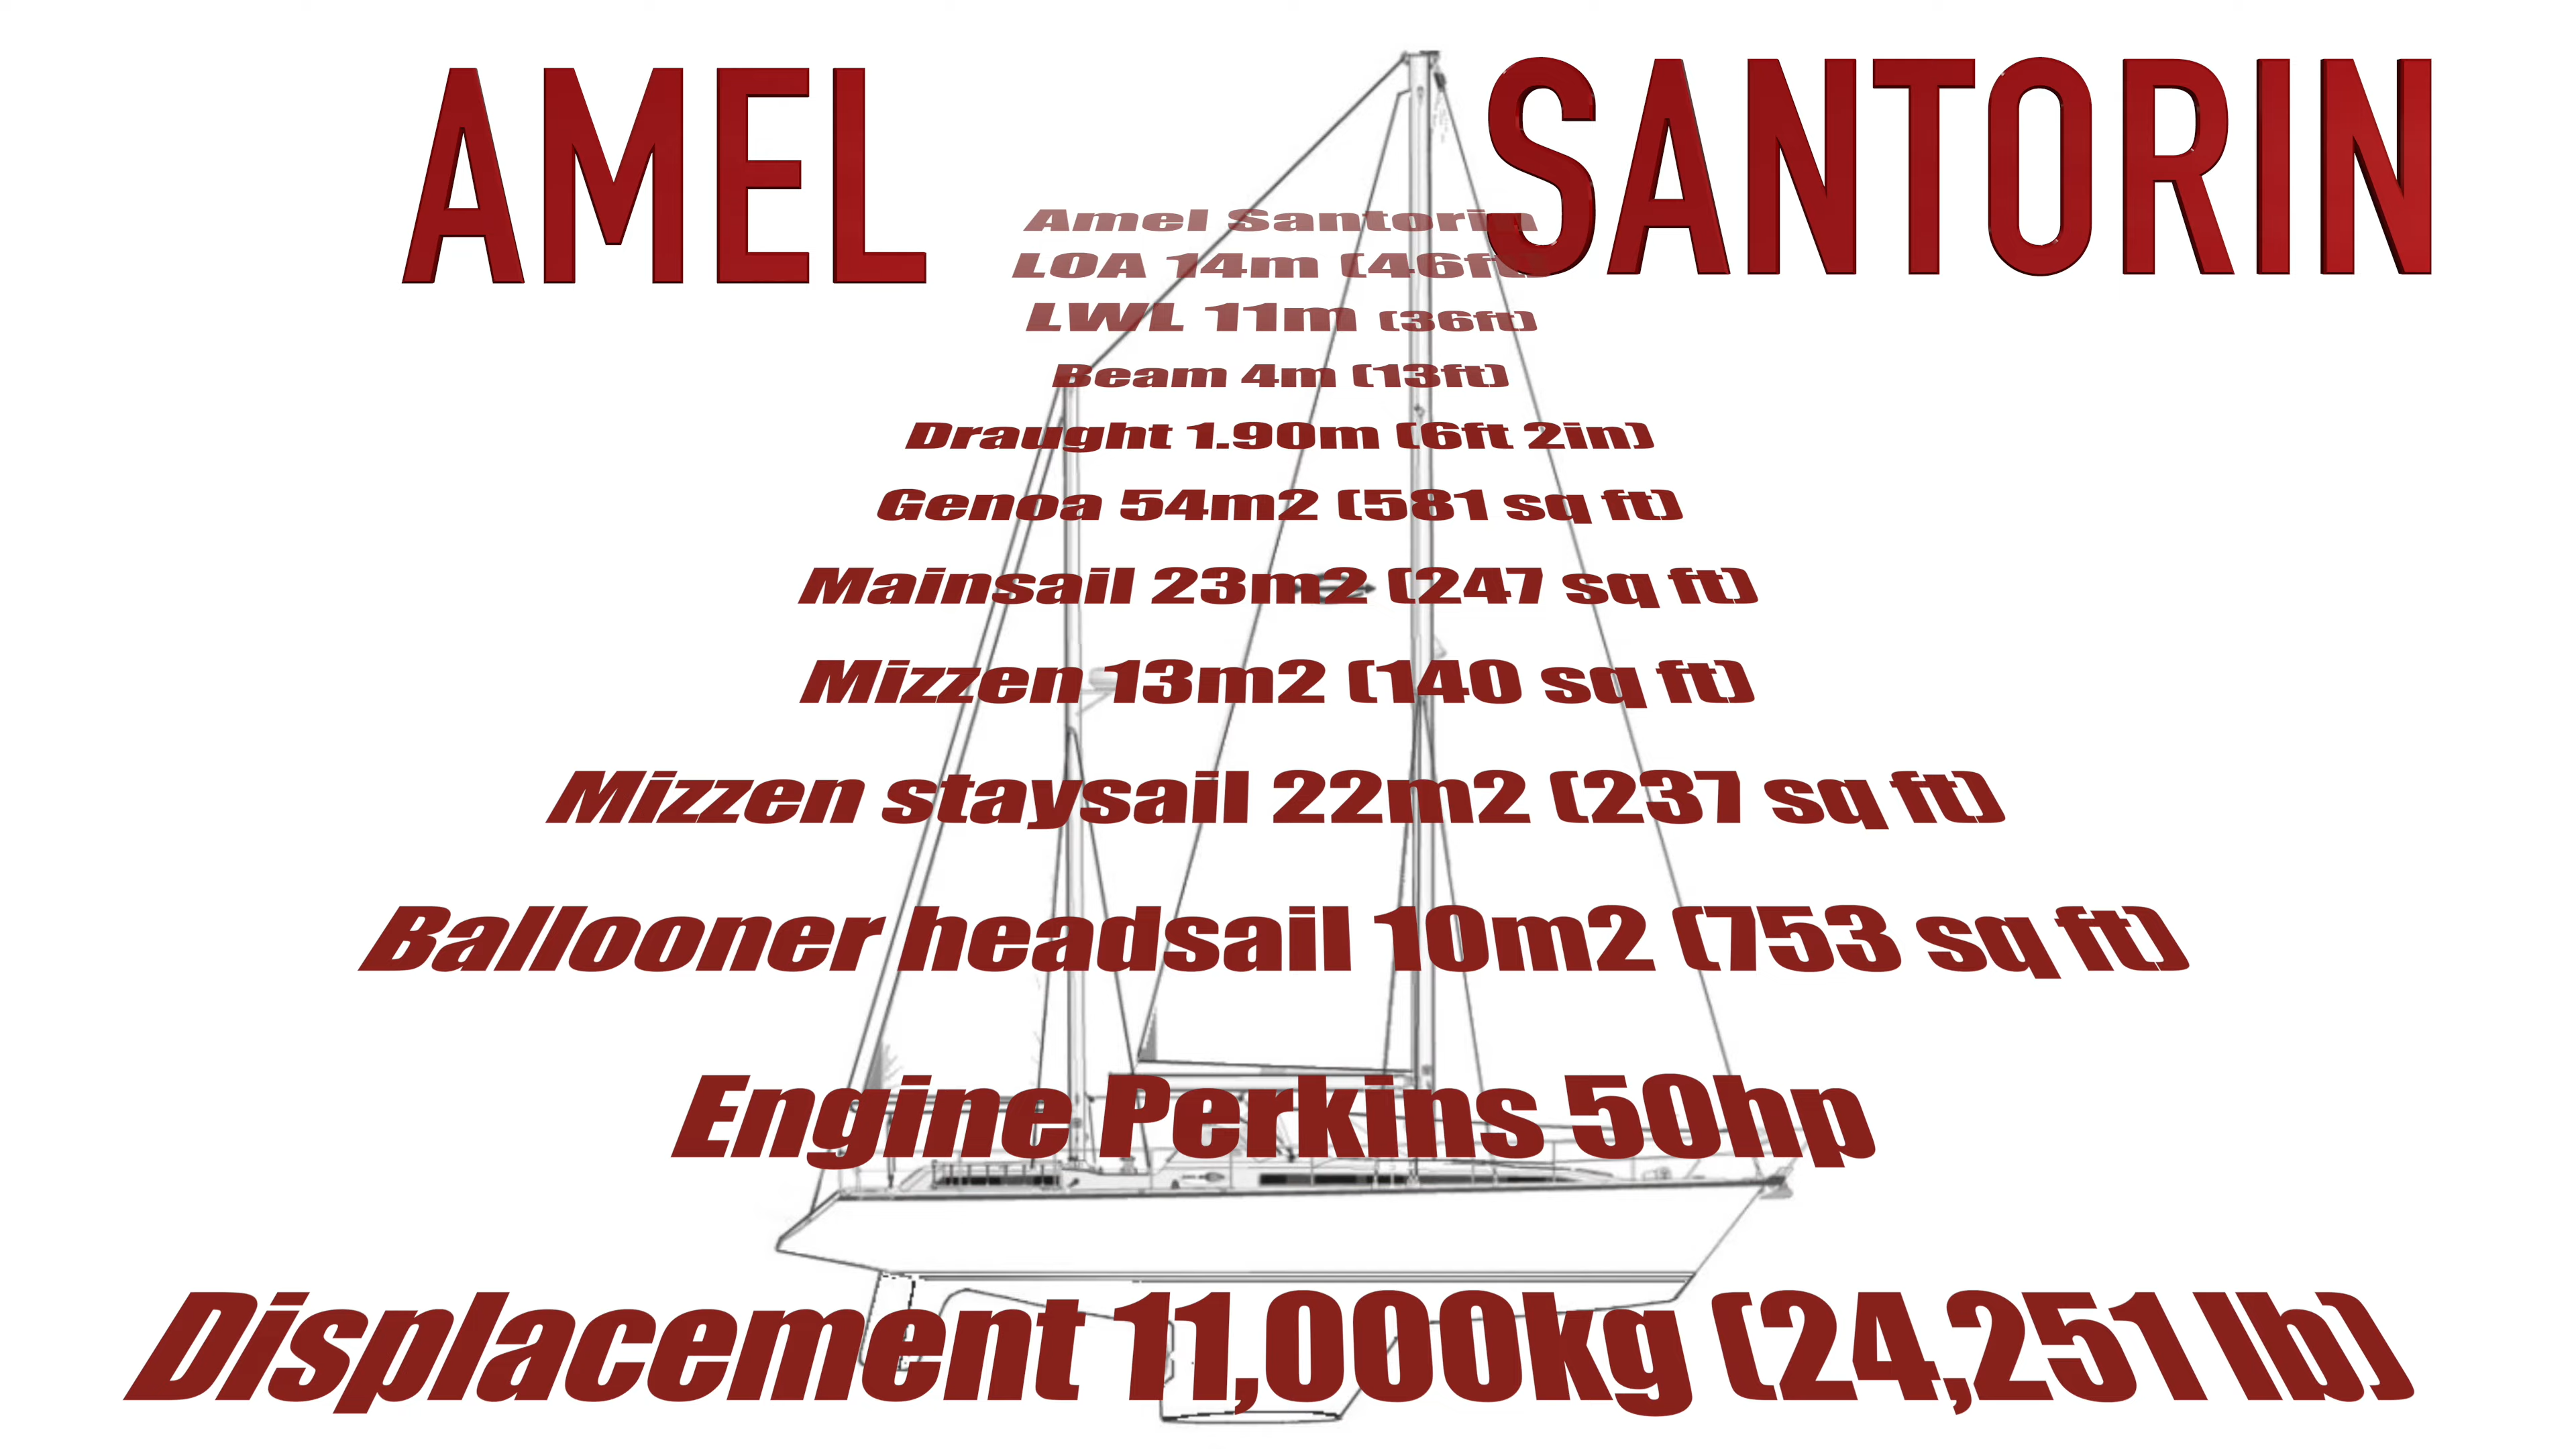 AMEL SANTORIN
Amel Santorin
LOA 14m (46ft)
LWL 11m (36ft)
Beam 4m (13ft)
Draught 1.90m (6ft 2in)
Genoa 54m2 (581 sq ft)
Mainsail 23m2 (247 sq ft)
Mizzen 13m2 (140 sq ft)
Mizzen staysail 22m2 (237 sq ft)
Ballooner headsail 10m2 (753 sq ft)
Engine Perkins 50hp
Displacement 11,000kg (24,251 lb)